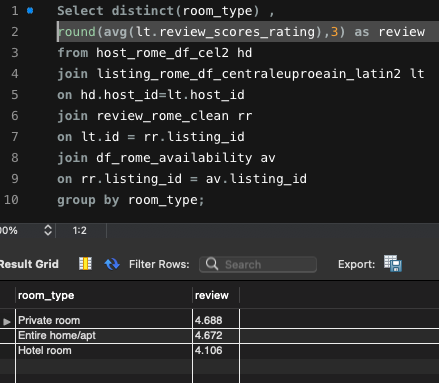 1 Select distinct(room_type) ,
2 round(avg(lt.review_scores_rating),3) as review
3 from host_rome_df_cel2 hd
4 join listing_rome_df_centraleuproeain_latin2 lt
5 on hd.host_id=lt.host_id
6 join review_rome_clean rr
7 on lt.id = rr.listing_id
8 join df_rome_availability av
9 on rr.listing_id = av.listing_id
10 group by room_type;
00% 1:2
Result Grid Filter Rows: Search Export:
room_type review
Private room 4.688
Entire home/apt 4.672
Hotel room 4.106